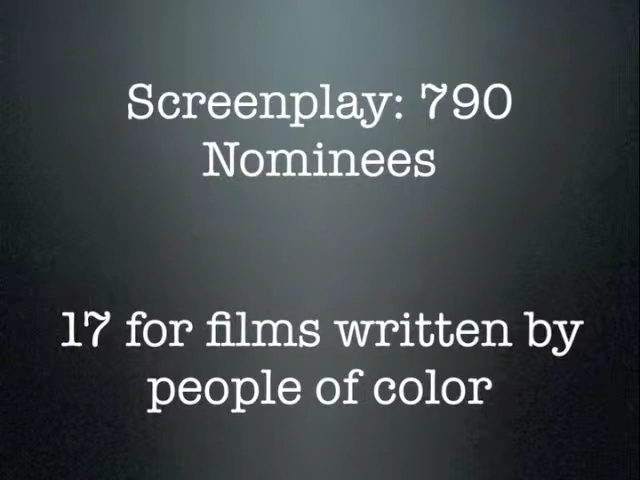 Screenplay: 790
Nominees
17 for films written by
people of color